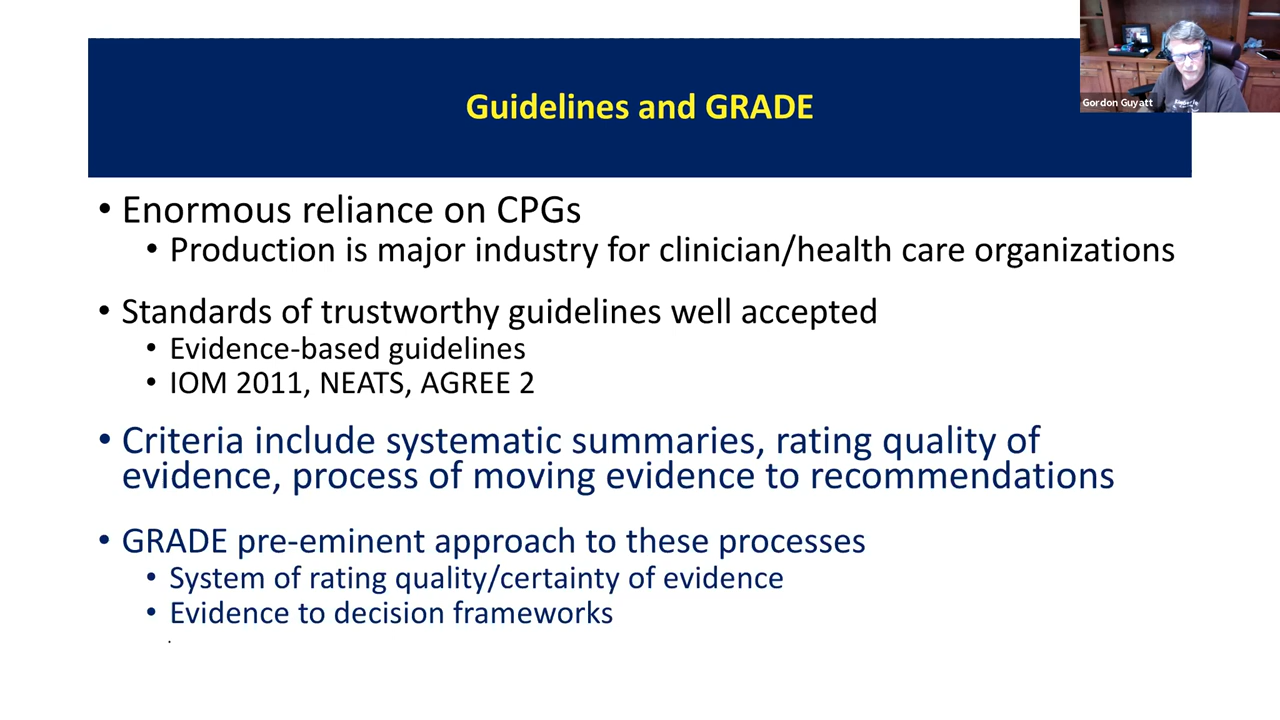 Guidelines and GRADE
Gordon Guyatt
• Enormous reliance on CPGs
• Production is major industry for clinician/health care organizations
• Standards of trustworthy guidelines well accepted
• Evidence-based guidelines
• IOM 2011, NEATS, AGREE 2
• Criteria include systematic summaries, rating quality of
evidence, process of moving evidence to recommendations
• GRADE pre-eminent approach to these processes
• System of rating quality/certainty of evidence
• Evidence to decision frameworks
.